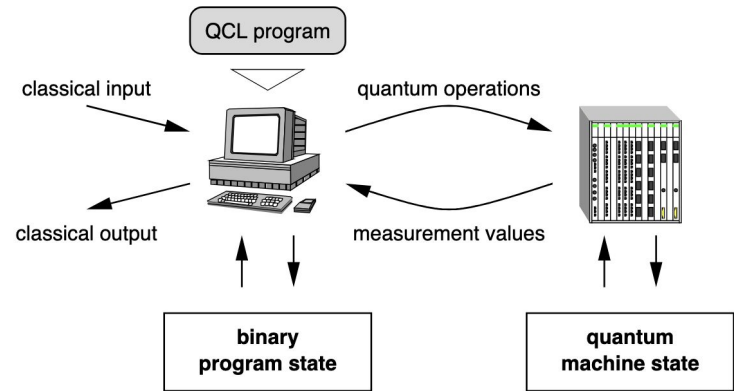 QCL program
classical input
quantum operations
classical output
measurement values
binary
program state
quantum
machine state